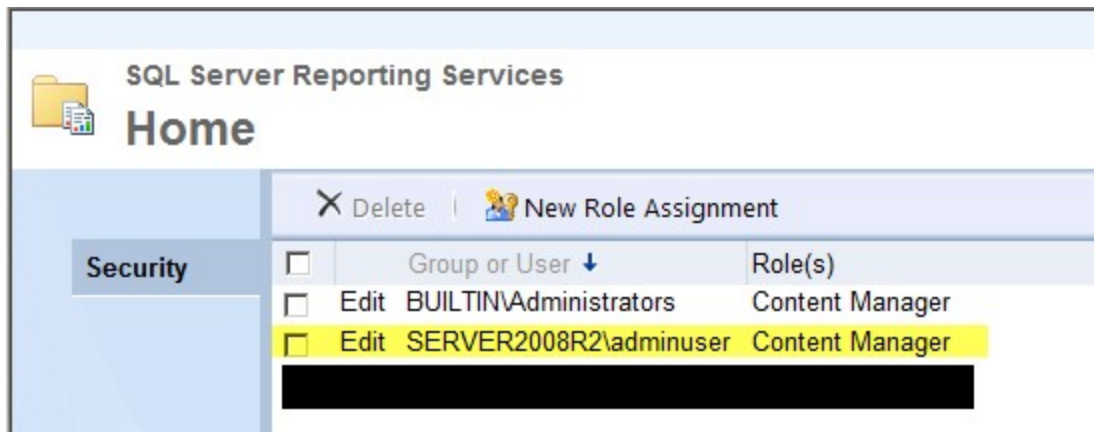 SQL Server Reporting Services
Home
Delete | New Role Assignment
Security
Group or User ↓ Role(s)
Edit BUILTIN\Administrators Content Manager
Edit SERVER2008R2\adminuser Content Manager